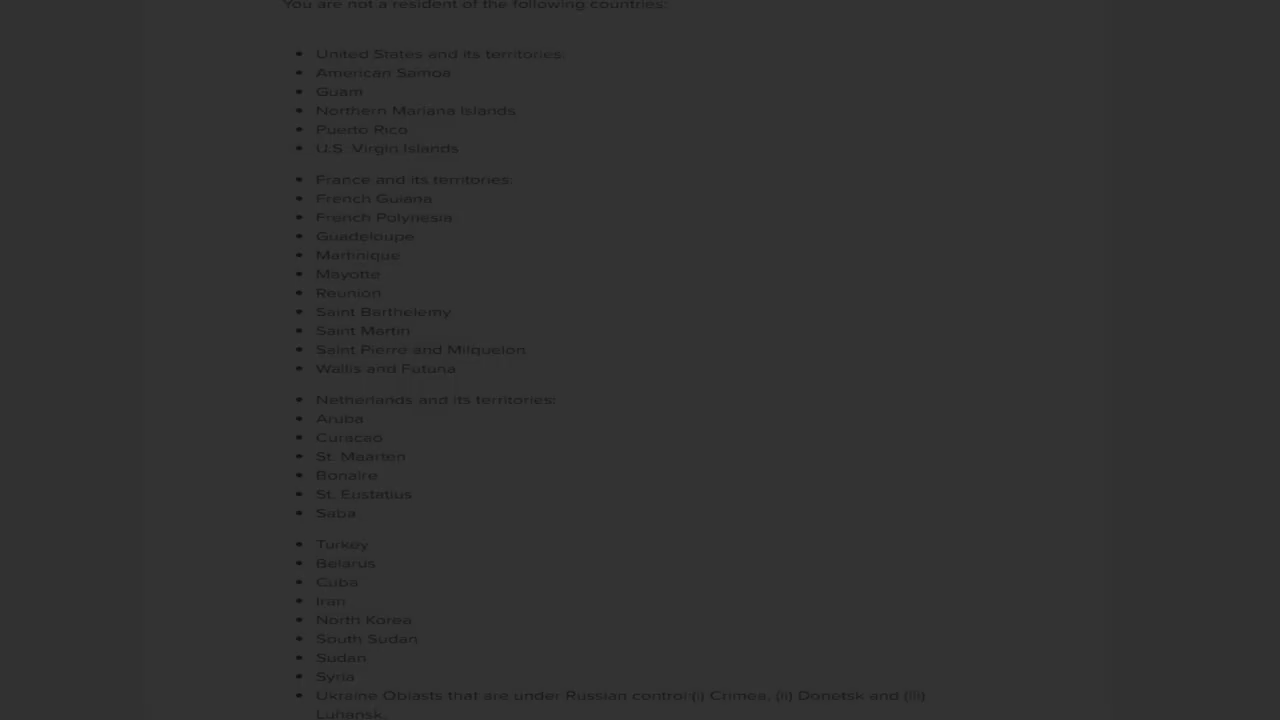 You are not a resident of the following countries:
• United States and its territories:
• American Samoa
• Guam
• Northern Mariana Islands
• Puerto Rico
• U.S. Virgin Islands
• France and its territories:
• French Guiana
• French Polynesia
• Guadeloupe
• Martinique
• Mayotte
• Reunion
• Saint Barthelemy
• Saint Martin
• Saint Pierre and Milquelon
• Wallis and Futuna
• Netherlands and its territories:
• Aruba
• Curacao
• St. Maarten
• Bonaire
• St. Eustatius
• Saba
• Turkey
• Belarus
• Cuba
• Iran
• North Korea
• South Sudan
• Sudan
• Syria
• Ukraine Oblasts that are under Russian control:(i) Crimea, (ii) Donetsk and (iii)
Luhansk.